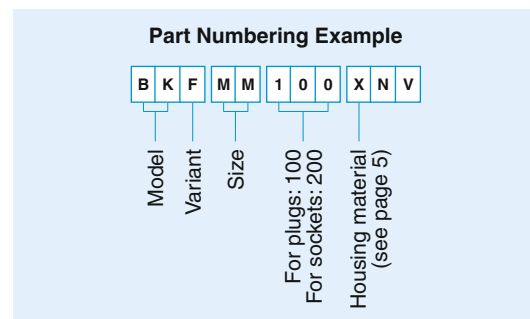 Part Numbering Example
B K F M M 1 0 0 X N V
Model
Variant
Size
For plugs: 100
For sockets: 200
Housing material
(see page 5)